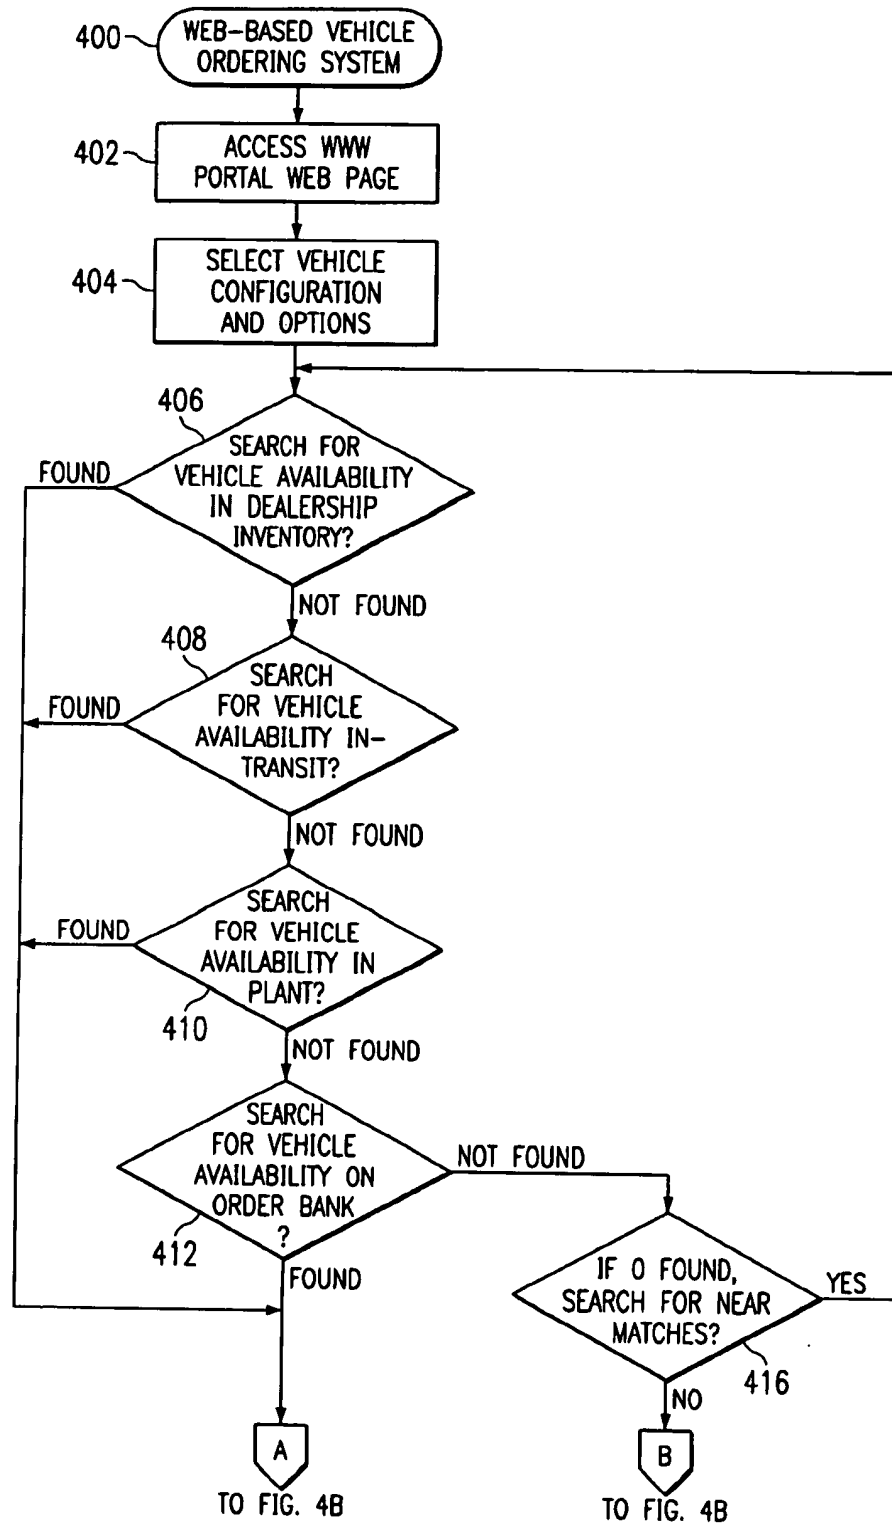 400
WEB-BASED VEHICLE
ORDERING SYSTEM
402
ACCESS WWW
PORTAL WEB PAGE
404
SELECT VEHICLE
CONFIGURATION
AND OPTIONS
406
SEARCH FOR
VEHICLE AVAILABILITY
IN DEALERSHIP
INVENTORY?
FOUND
NOT FOUND
408
SEARCH
FOR VEHICLE
AVAILABILITY IN-
TRANSIT?
FOUND
NOT FOUND
SEARCH
FOR VEHICLE
AVAILABILITY IN
PLANT?
FOUND
410
NOT FOUND
SEARCH
FOR VEHICLE
AVAILABILITY ON
ORDER BANK
?
NOT FOUND
412
FOUND
IF 0 FOUND,
SEARCH FOR NEAR
MATCHES?
YES
416
NO
A
TO FIG. 4B
B
TO FIG. 4B